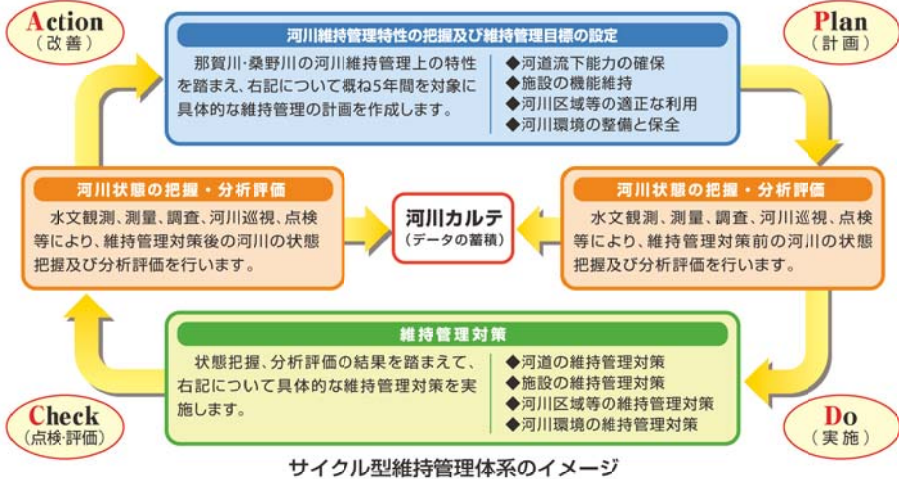 Action
(改善)
Plan
(計画)
河川維持管理特性の把握及び維持管理目標の設定
那賀川・桑野川の河川維持管理上の特性
を踏まえ、右記について概ね5年間を対象に
具体的な維持管理の計画を作成します。
◆河道流下能力の確保
◆施設の機能維持
◆河川区域等の適正な利用
◆河川環境の整備と保全
河川状態の把握・分析評価
水文観測、測量、調査、河川巡視、点検
等により、維持管理対策後の河川の状態
把握及び分析評価を行います。
河川カルテ
(データの蓄積)
河川状態の把握・分析評価
水文観測、測量、調査、河川巡視、点検
等により、維持管理対策前の河川の状態
把握及び分析評価を行います。
維持管理対策
状態把握、分析評価の結果を踏まえて、
右記について具体的な維持管理対策を実
施します。
◆河道の維持管理対策
◆施設の維持管理対策
◆河川区域等の維持管理対策
◆河川環境の維持管理対策
Check
(点検・評価)
Do
(実施)
サイクル型維持管理体系のイメージ